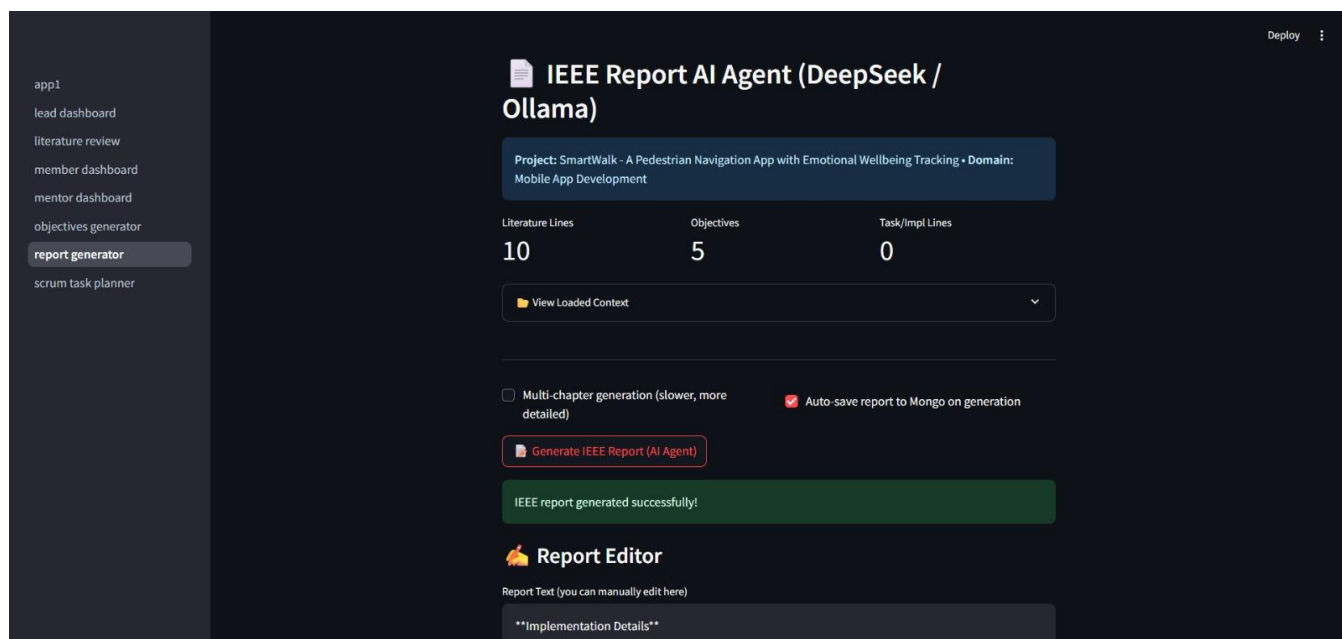 Deploy
app1
lead dashboard
literature review
member dashboard
mentor dashboard
objectives generator
report generator
scrum task planner
IEEE Report AI Agent (DeepSeek /
Ollama)
Project: SmartWalk - A Pedestrian Navigation App with Emotional Wellbeing Tracking • Domain:
Mobile App Development
Literature Lines
Objectives
Task/Impl Lines
10
5
0
View Loaded Context
Multi-chapter generation (slower, more
detailed)
Auto-save report to Mongo on generation
Generate IEEE Report (AI Agent)
IEEE report generated successfully!
Report Editor
Report Text (you can manually edit here)
**Implementation Details**